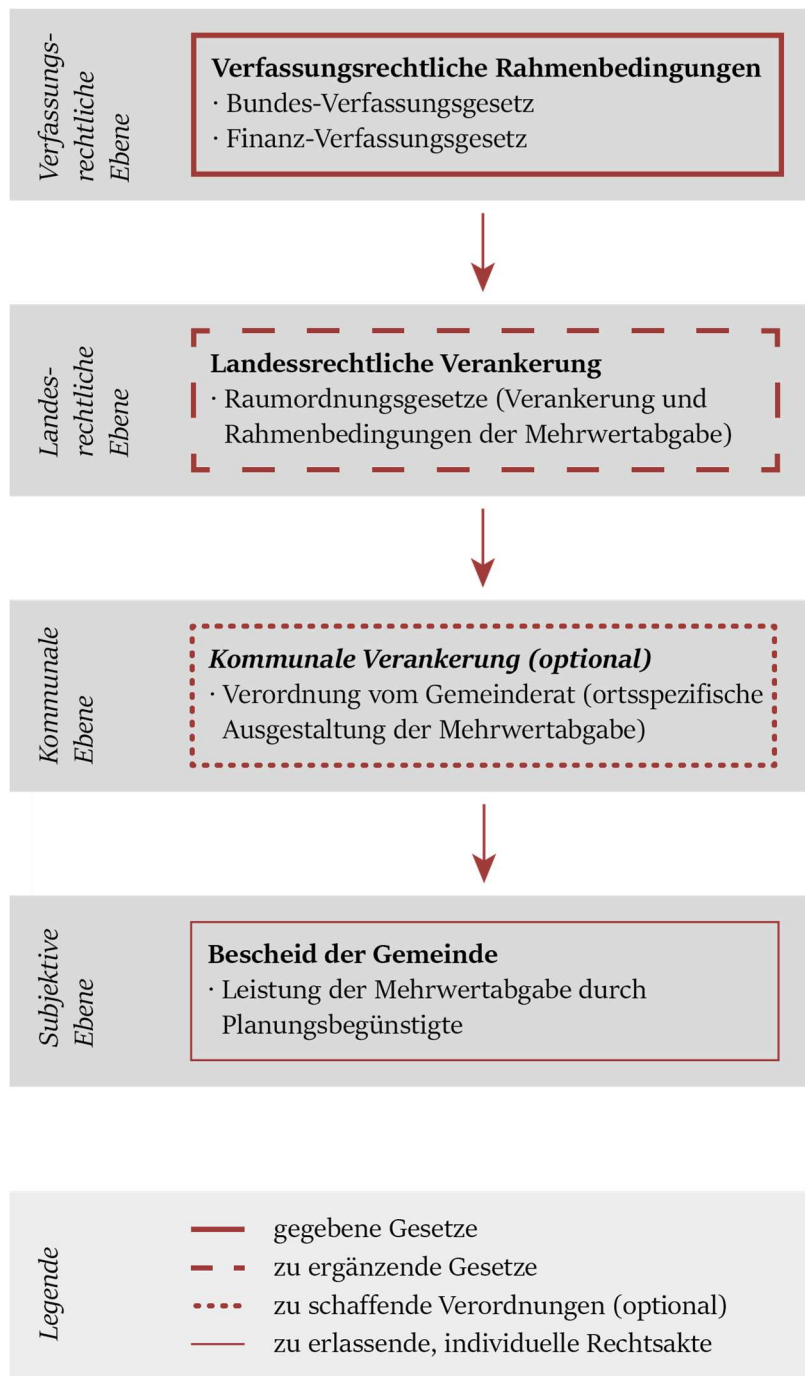 Verfassungs-
rechtliche
Ebene
Verfassungsrechtliche Rahmenbedingungen
· Bundes-Verfassungsgesetz
· Finanz-Verfassungsgesetz
Landes-
rechtliche
Ebene
Landessrechtliche Verankerung
· Raumordnungsgesetze (Verankerung und
Rahmenbedingungen der Mehrwertabgabe)
Kommunale
Ebene
Kommunale Verankerung (optional)
· Verordnung vom Gemeinderat (ortsspezifische
Ausgestaltung der Mehrwertabgabe)
Subjektive
Ebene
Bescheid der Gemeinde
· Leistung der Mehrwertabgabe durch
Planungsbegünstigte
Legende
gegebene Gesetze
zu ergänzende Gesetze
zu schaffende Verordnungen (optional)
zu erlassende, individuelle Rechtsakte